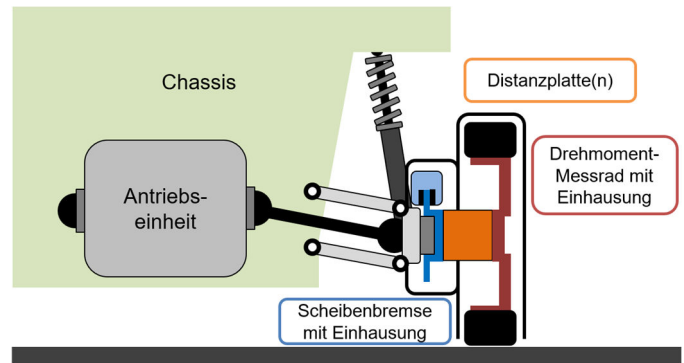 Chassis
Distanzplatte(n)
Drehmoment-
Messrad mit
Einhausung
Antriebs-
einheit
Scheibenbremse
mit Einhausung